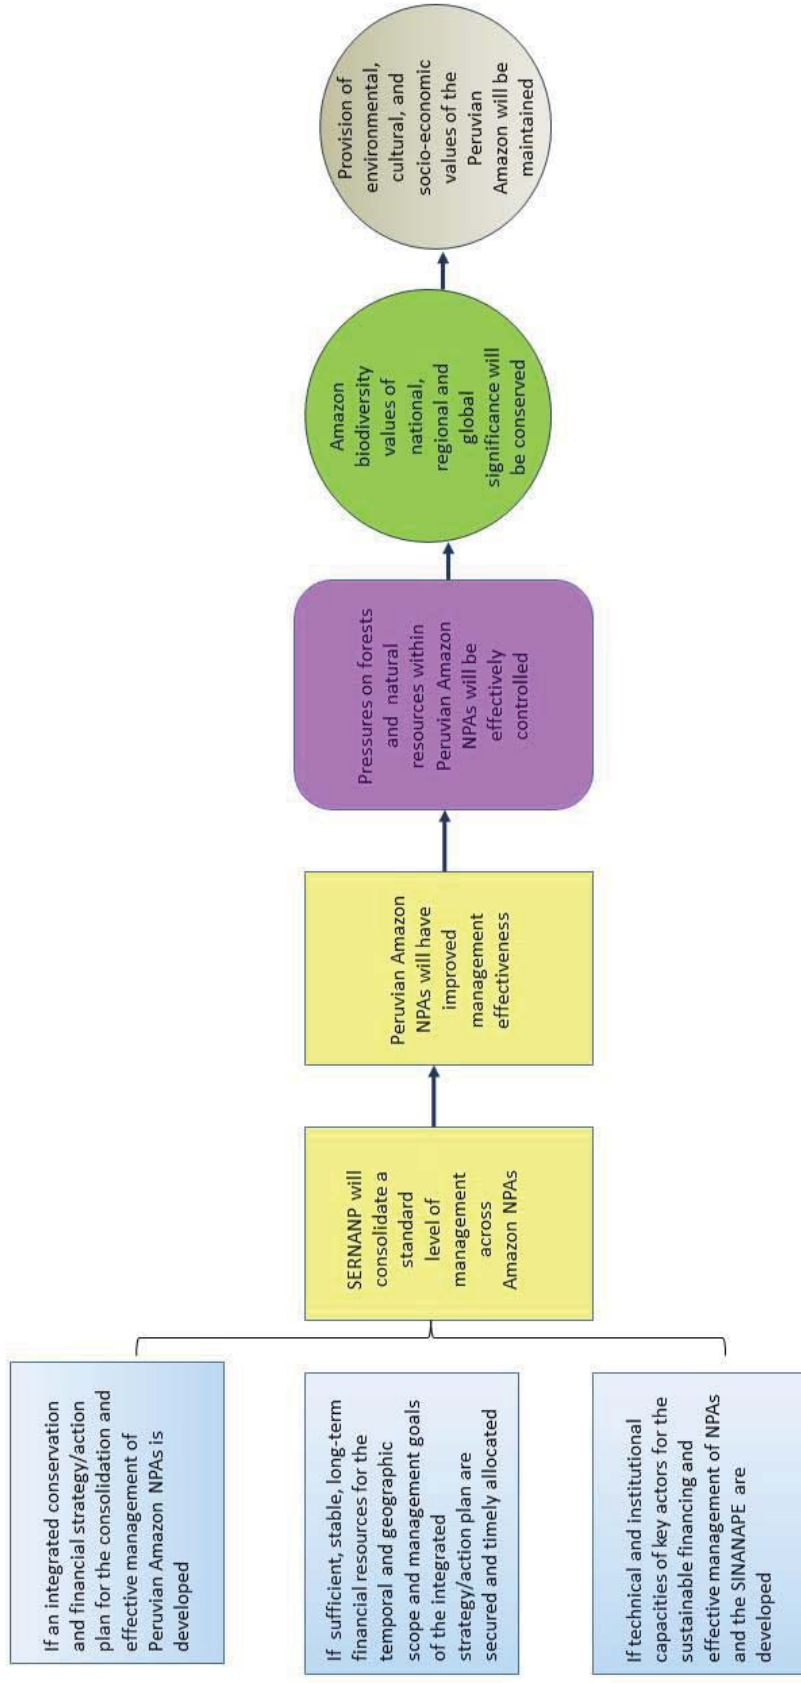 If an integrated conservation
and financial strategy/action
plan for the consolidation and
effective management of
Peruvian Amazon NPAs is
developed
If sufficient, stable, long-term
financial resources for the
temporal and geographic
scope and management goals
of the integrated
strategy/action plan are
secured and timely allocated
If technical and institutional
capacities of key actors for the
sustainable financing and
effective management of NPAs
and the SINANAPE are
developed
SERNANP will
consolidate a
standard
level of
management
across
Amazon NPAs
Peruvian Amazon
NPAs will have
improved
management
effectiveness
Pressures on forests
and natural
resources within
Peruvian Amazon
NPAs will be
effectively
controlled
Amazon
biodiversity
values of
national,
regional and
global
significance will
be conserved
Provision of
environmental,
cultural, and
socio-economic
values of the
Peruvian
Amazon will be
maintained